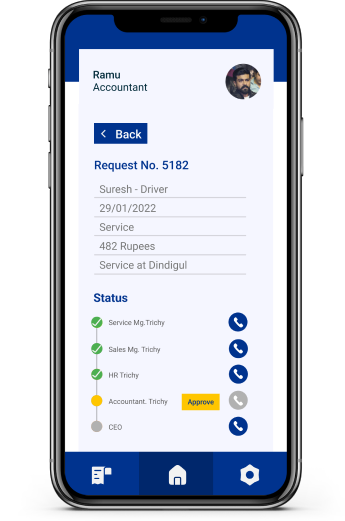 Ramu
Accountant
Back
Request No. 5182
Suresh - Driver
29/01/2022
Service
482 Rupees
Service at Dindigul
Status
Service Mg.Trichy
Sales Mg. Trichy
HR Trichy
Accountant. Trichy
Approve
CEO